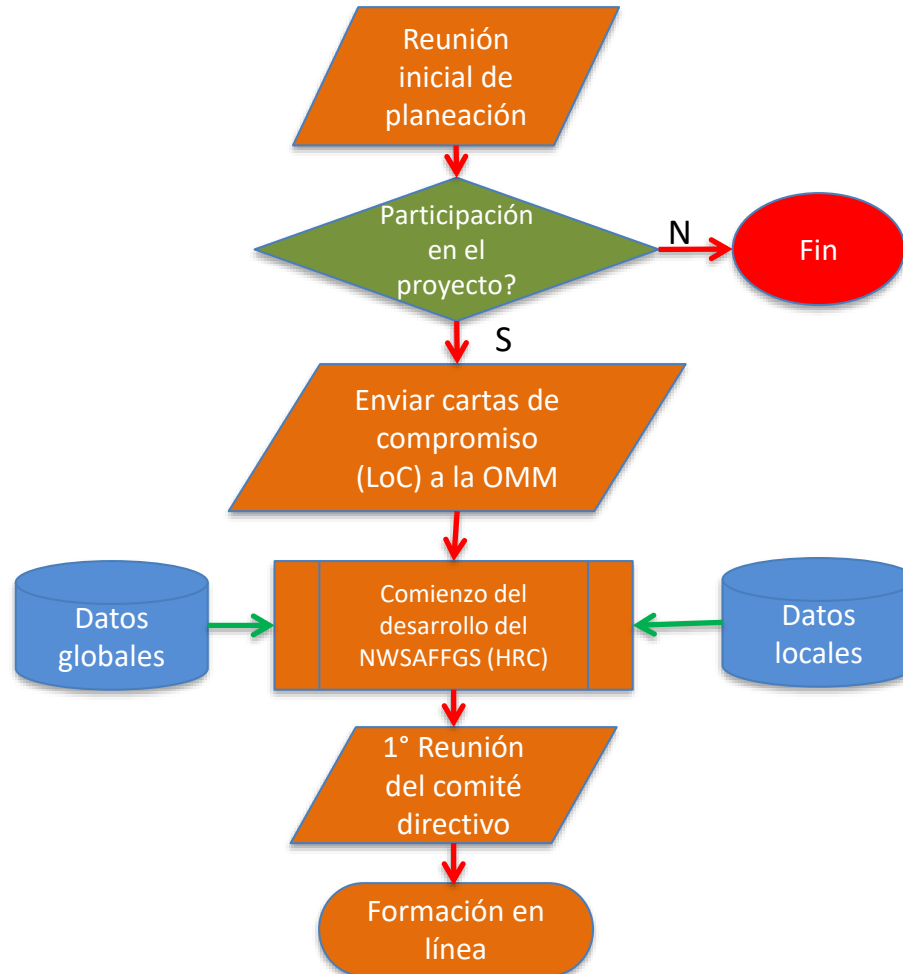 Reunión
inicial de
planeación
Participación
en el
proyecto?
N
Fin
S
Enviar cartas de
compromiso
(LoC) a la OMM
Datos
globales
Comienzo del
desarrollo del
NWSAFFGS (HRC)
Datos
locales
1° Reunión
del comité
directivo
Formación en
línea